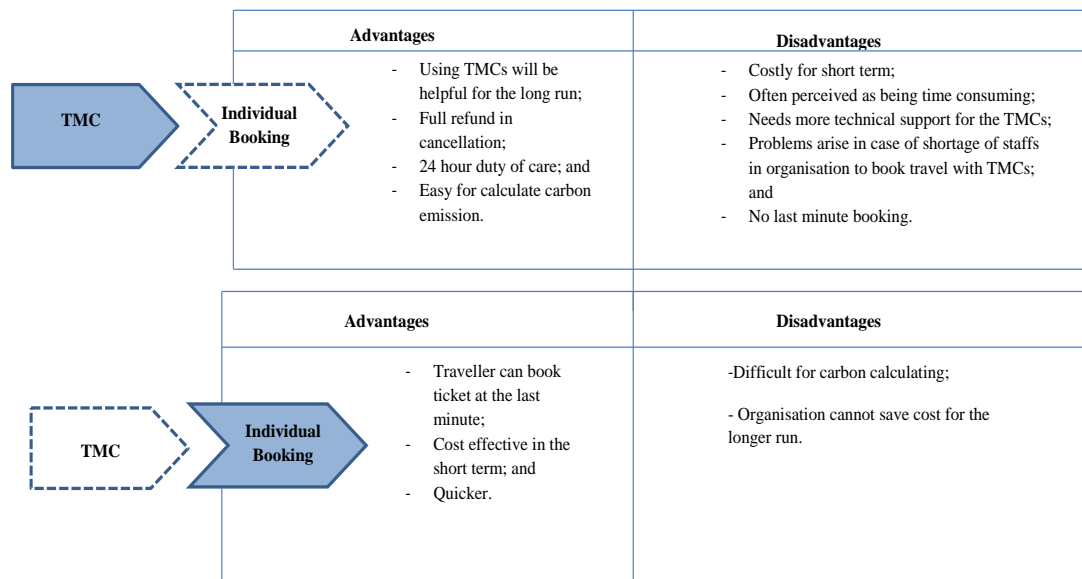 Advantages
Disadvantages
TMC
Individual
Booking
- Using TMCs will be
helpful for the long run;
- Full refund in
cancellation;
- 24 hour duty of care; and
- Easy for calculate carbon
emission.
- Costly for short term;
- Often perceived as being time consuming;
- Needs more technical support for the TMCs;
- Problems arise in case of shortage of staffs
in organisation to book travel with TMCs;
and
- No last minute booking.
Advantages
Disadvantages
TMC
Individual
Booking
- Traveller can book
ticket at the last
minute;
- Cost effective in the
short term; and
- Quicker.
-Difficult for carbon calculating;
- Organisation cannot save cost for the
longer run.